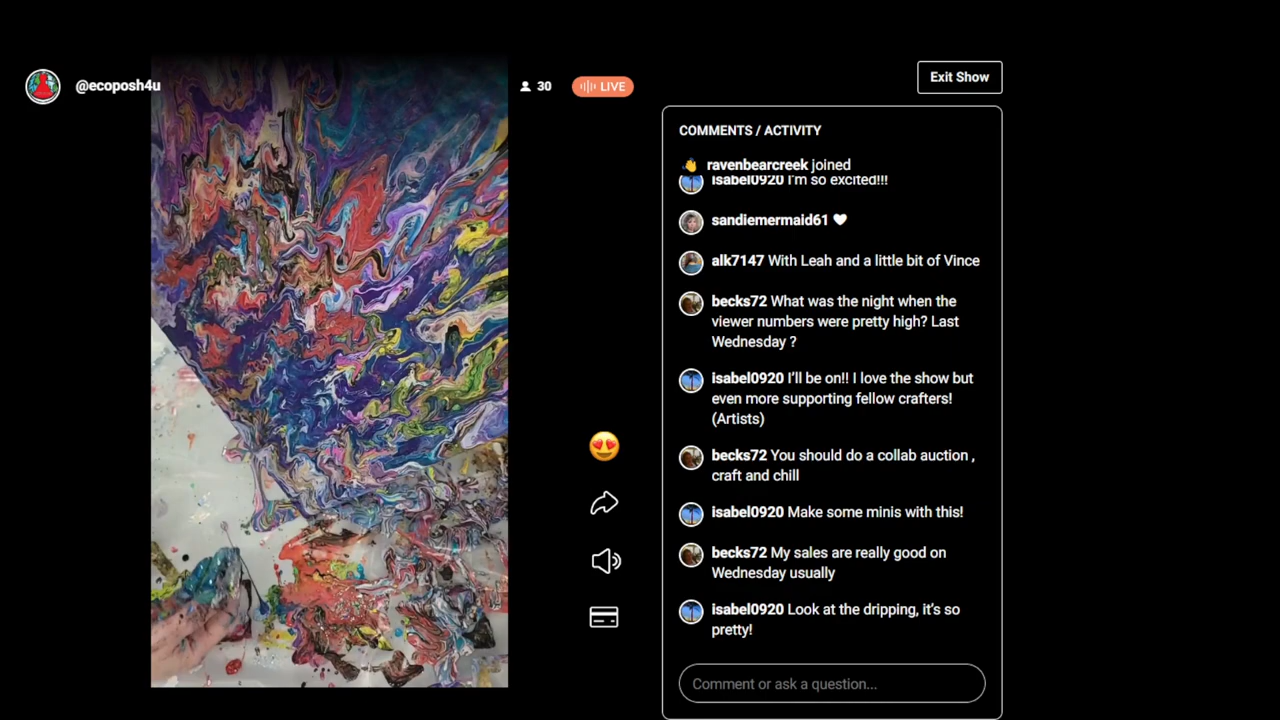 @ecoposh4u
30
LIVE
Exit Show
COMMENTS / ACTIVITY
ravenbearcreek joined
isabel0920 I'm so excited!!!
sandiemermaid61
alk7147 With Leah and a little bit of Vince
becks72 What was the night when the
viewer numbers were pretty high? Last
Wednesday ?
isabel0920 I'll be on!! I love the show but
even more supporting fellow crafters!
(Artists)
becks72 You should do a collab auction ,
craft and chill
isabel0920 Make some minis with this!
becks72 My sales are really good on
Wednesday usually
isabel0920 Look at the dripping, it's so
pretty!
Comment or ask a question...